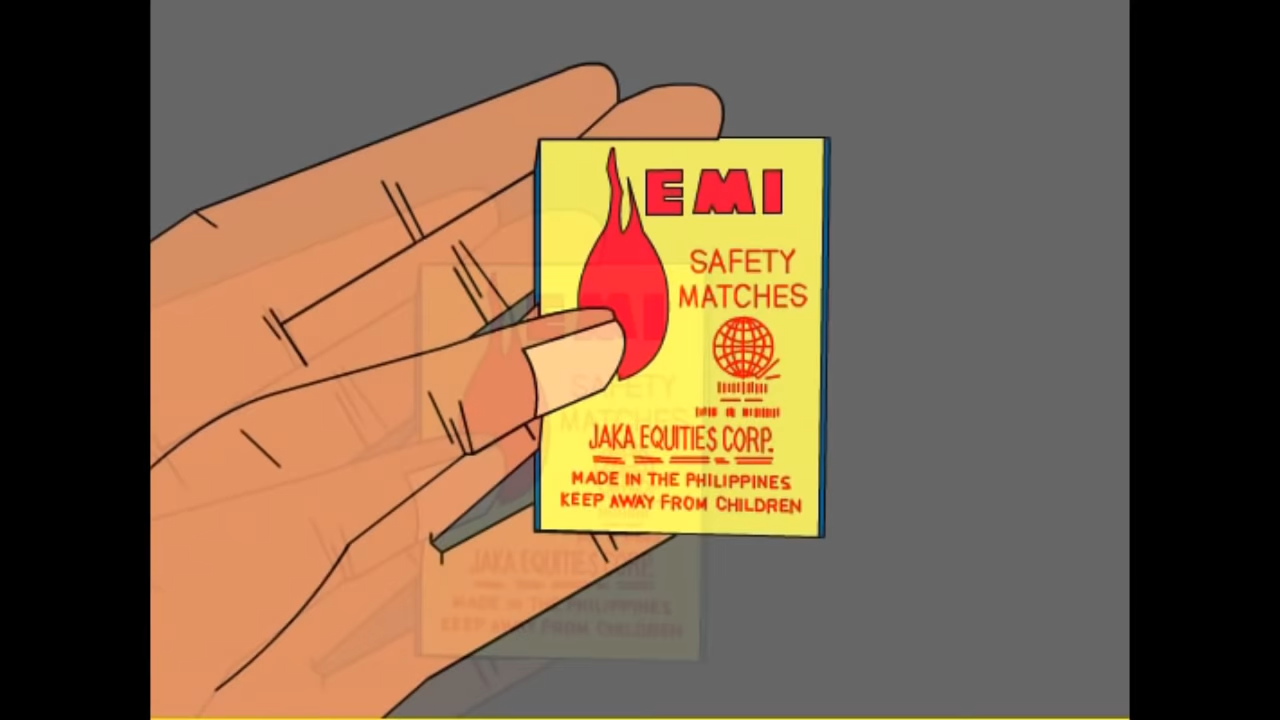 EMI
SAFETY
MATCHES
JAKA EQUITIES CORP.
MADE IN THE PHILIPPINES
KEEP AWAY FROM CHILDREN